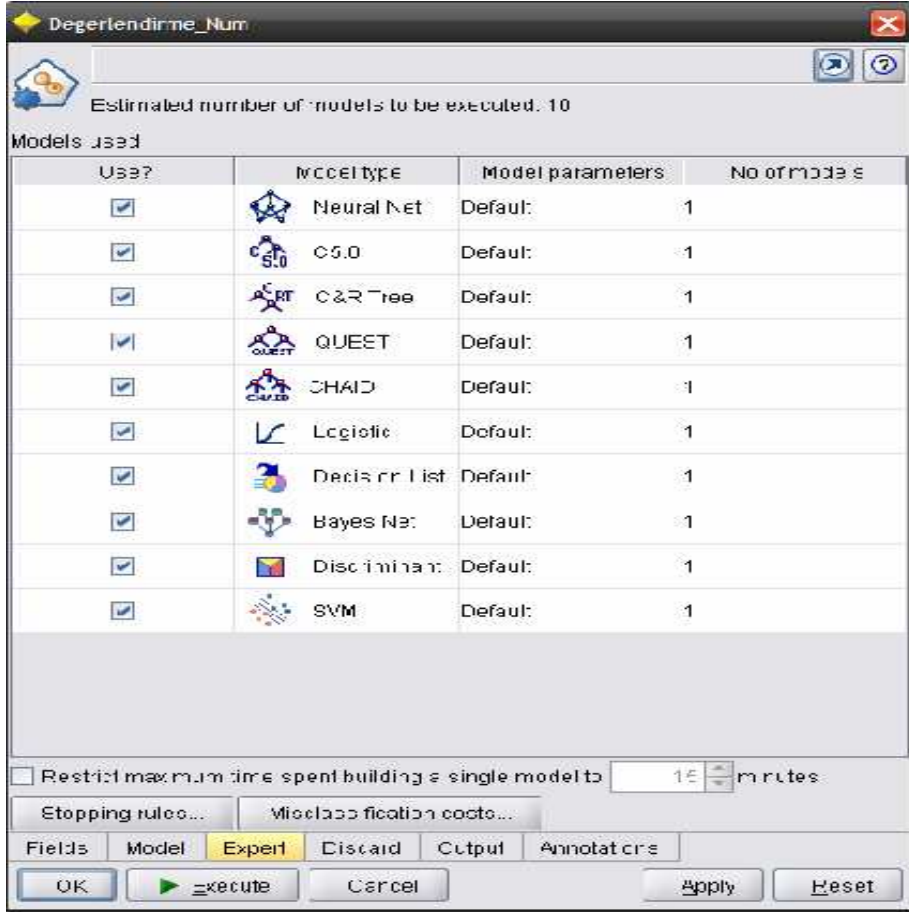 Degerlendirme_Num
Estimated number of models to be executed: 10
Models used
Use? Model type Model parameters No of models
Neural Net Default 1
C5.0 Default 1
C&R Tree Default 1
QUEST Default 1
CHAID Default 1
Logistic Default 1
Decision List Default 1
Bayes Net Default 1
Discriminant Default 1
SVM Default 1
Restrict maximum time spent building a single model to 15 minutes
Stopping rules... Misclassification costs...
Fields Model Expert Discard Output Annotations
OK Execute Cancel Apply Reset